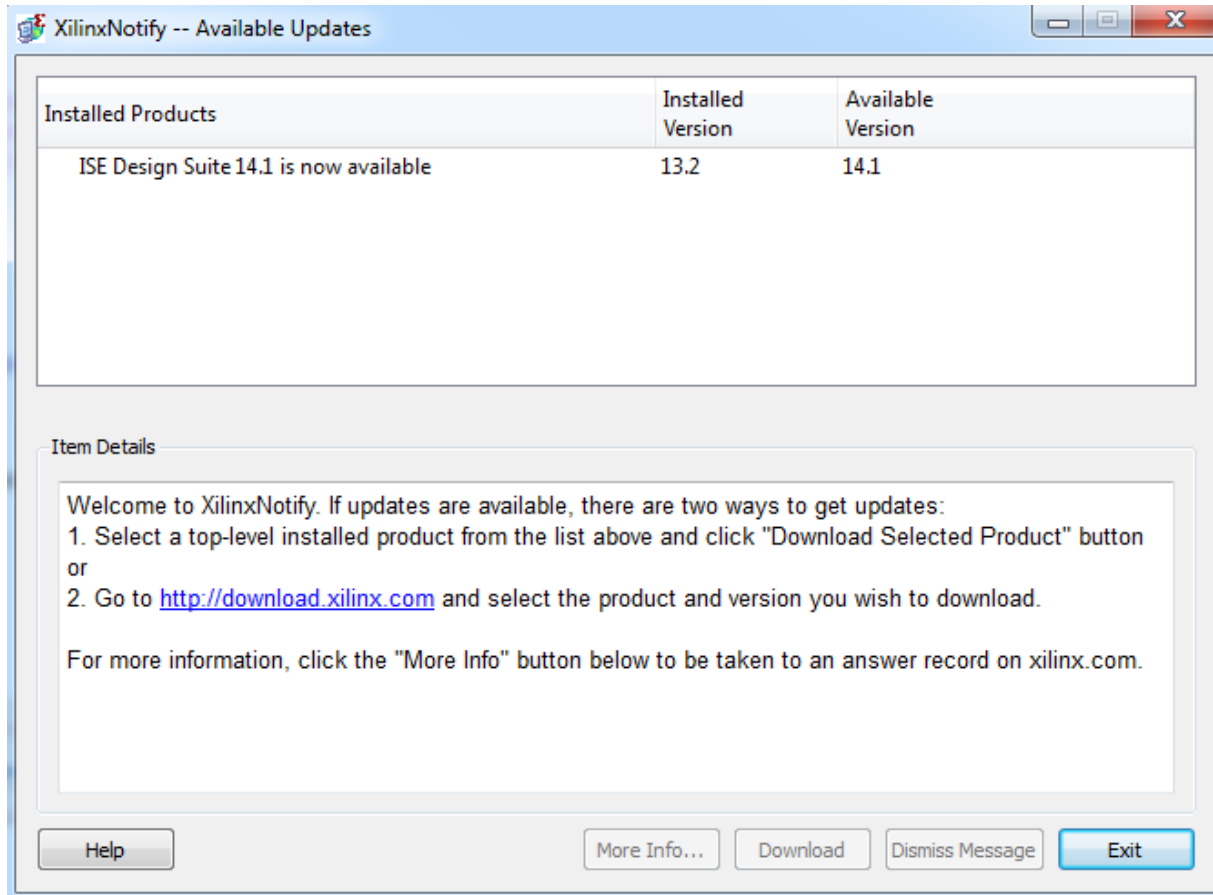 XilinxNotify -- Available Updates
Installed Products
Installed
Version
Available
Version
ISE Design Suite 14.1 is now available
13.2
14.1
Item Details
Welcome to XilinxNotify. If updates are available, there are two ways to get updates:
1. Select a top-level installed product from the list above and click "Download Selected Product" button
or
2. Go to http://download.xilinx.com and select the product and version you wish to download.
For more information, click the "More Info" button below to be taken to an answer record on xilinx.com.
Help
More Info...
Download
Dismiss Message
Exit